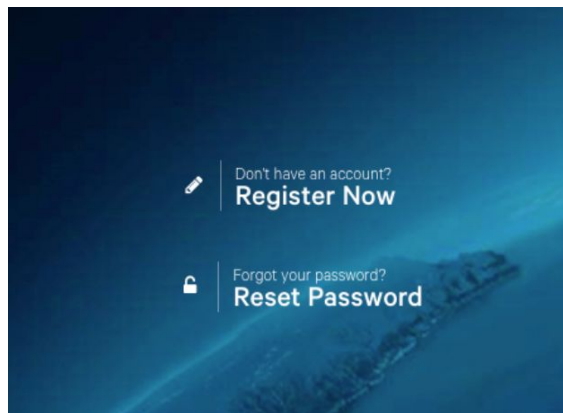 Don't have an account?
Register Now
Forgot your password?
Reset Password